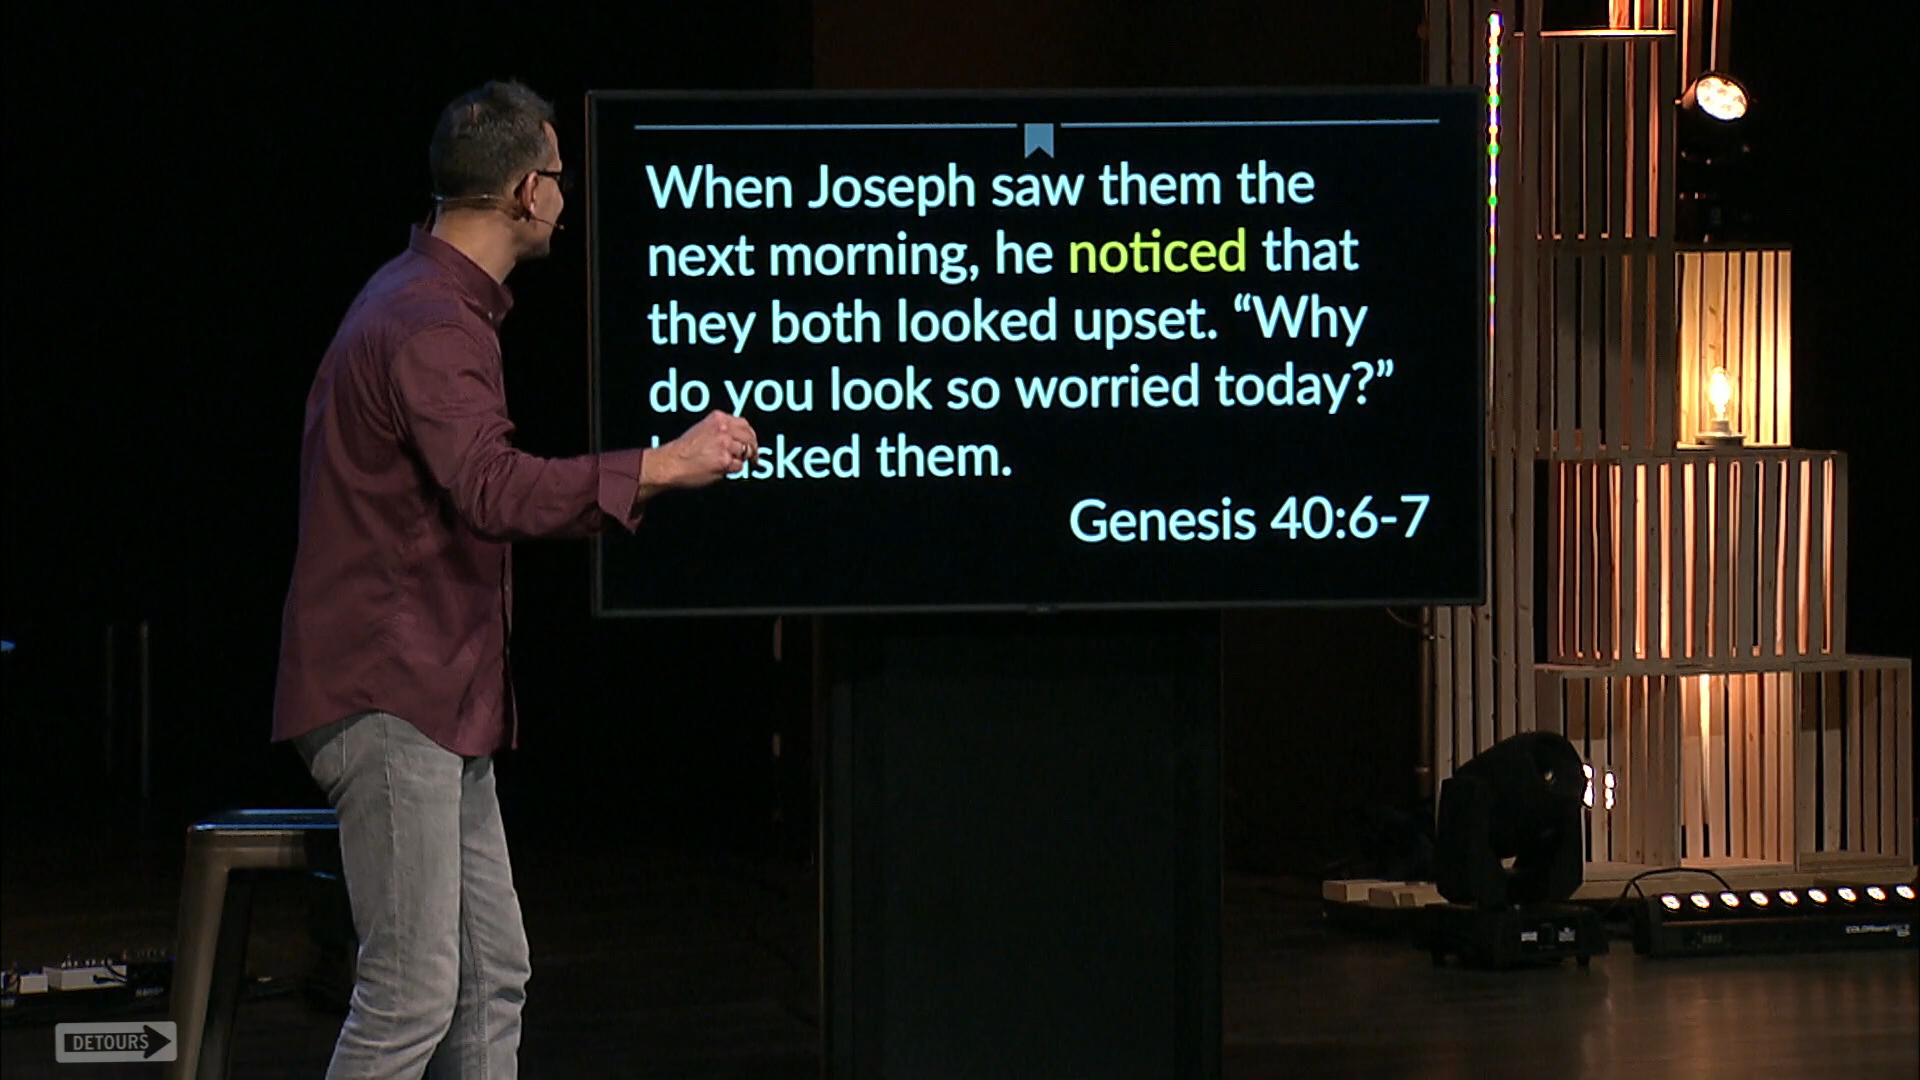 When Joseph saw them the
next morning, he noticed that
they both looked upset. “Why
do you look so worried today?”
asked them.
Genesis 40:6-7
DETOURS